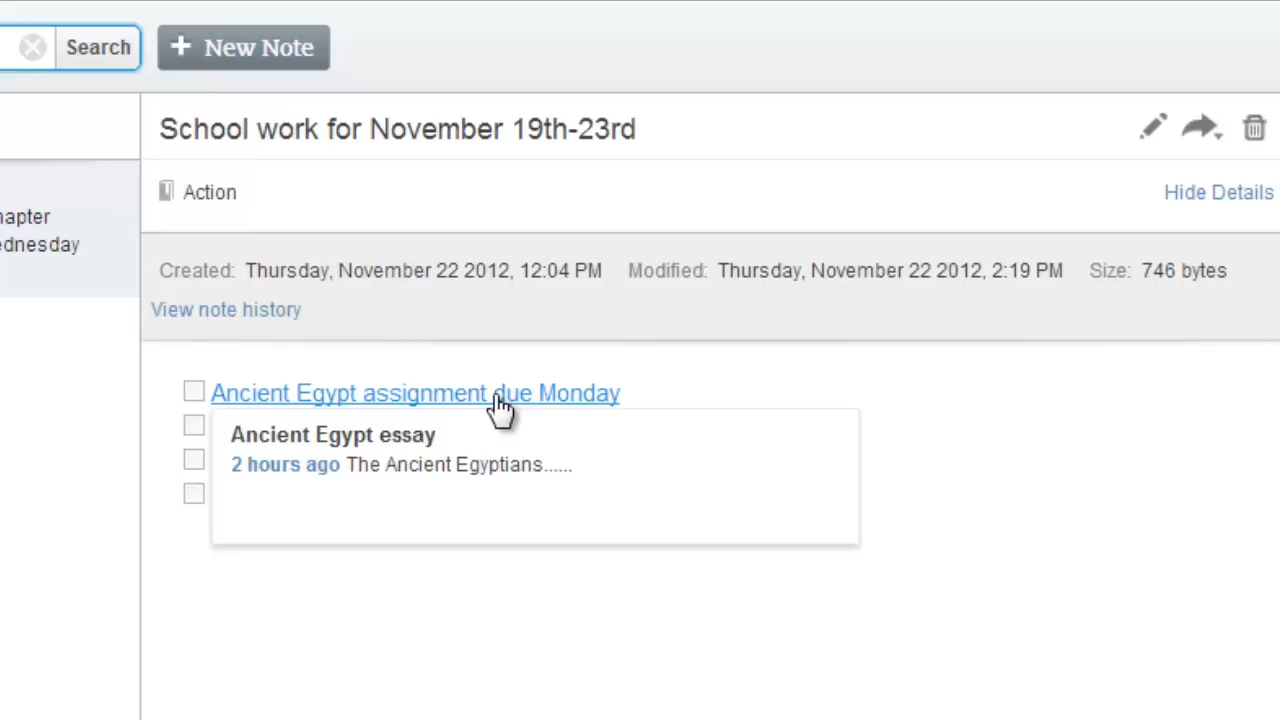 Search
+ New Note
School work for November 19th-23rd
Action
Hide Details
hapter
ednesday
Created: Thursday, November 22 2012, 12:04 PM Modified: Thursday, November 22 2012, 2:19 PM Size: 746 bytes
View note history
Ancient Egypt assignment due Monday
Ancient Egypt essay
2 hours ago The Ancient Egyptians......